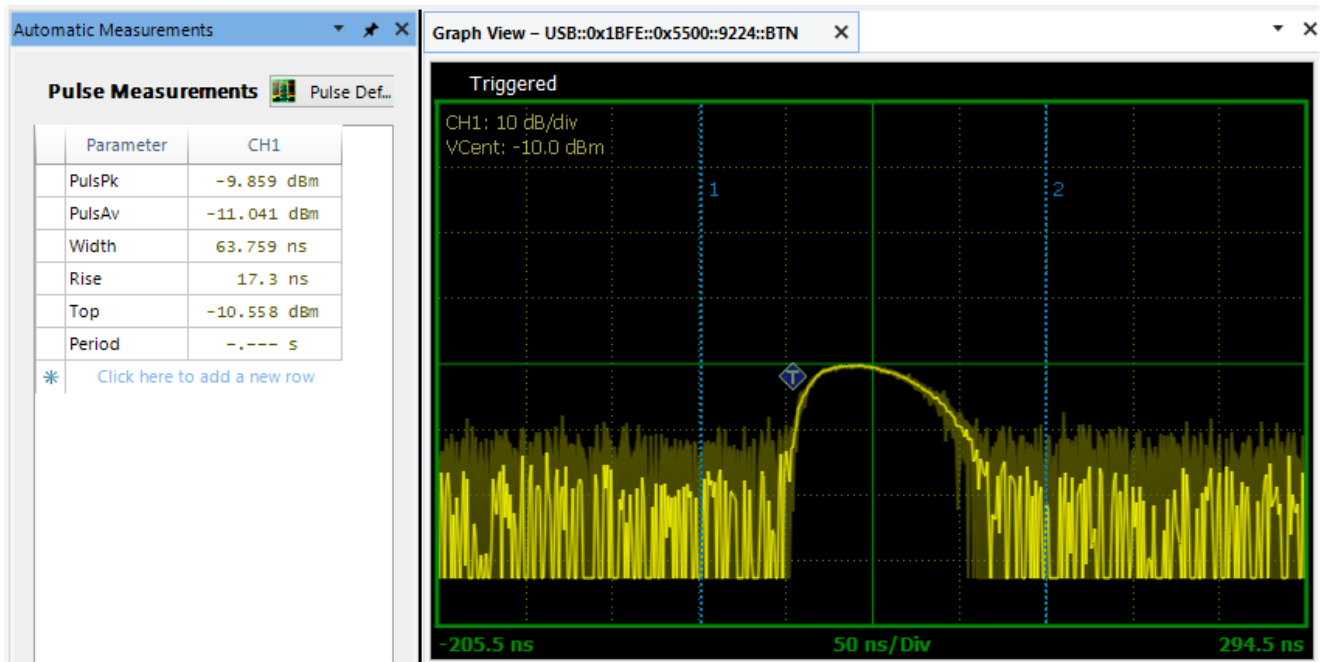 Automatic Measurements
Pulse Measurements Pulse Def...
Parameter CH1
PulsPk -9.859 dBm
PulsAv -11.041 dBm
Width 63.759 ns
Rise 17.3 ns
Top -10.558 dBm
Period -.--- s
Click here to add a new row
Graph View – USB::0x1BFE::0x5500::9224::BTN
Triggered
CH1: 10 dB/div
VCent: -10.0 dBm
1
2
T
-205.5 ns 50 ns/Div 294.5 ns